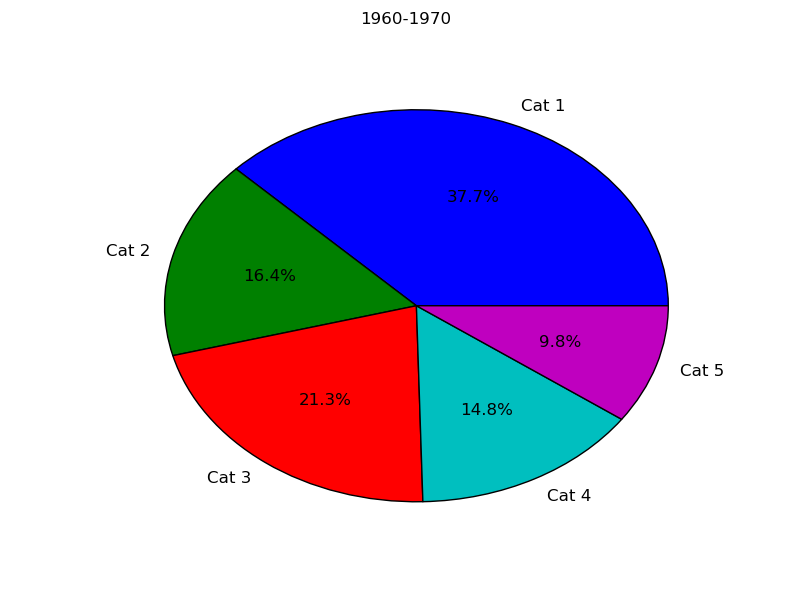 1960-1970
Cat 1
37.7%
Cat 2
16.4%
9.8%
Cat 5
21.3%
14.8%
Cat 3
Cat 4